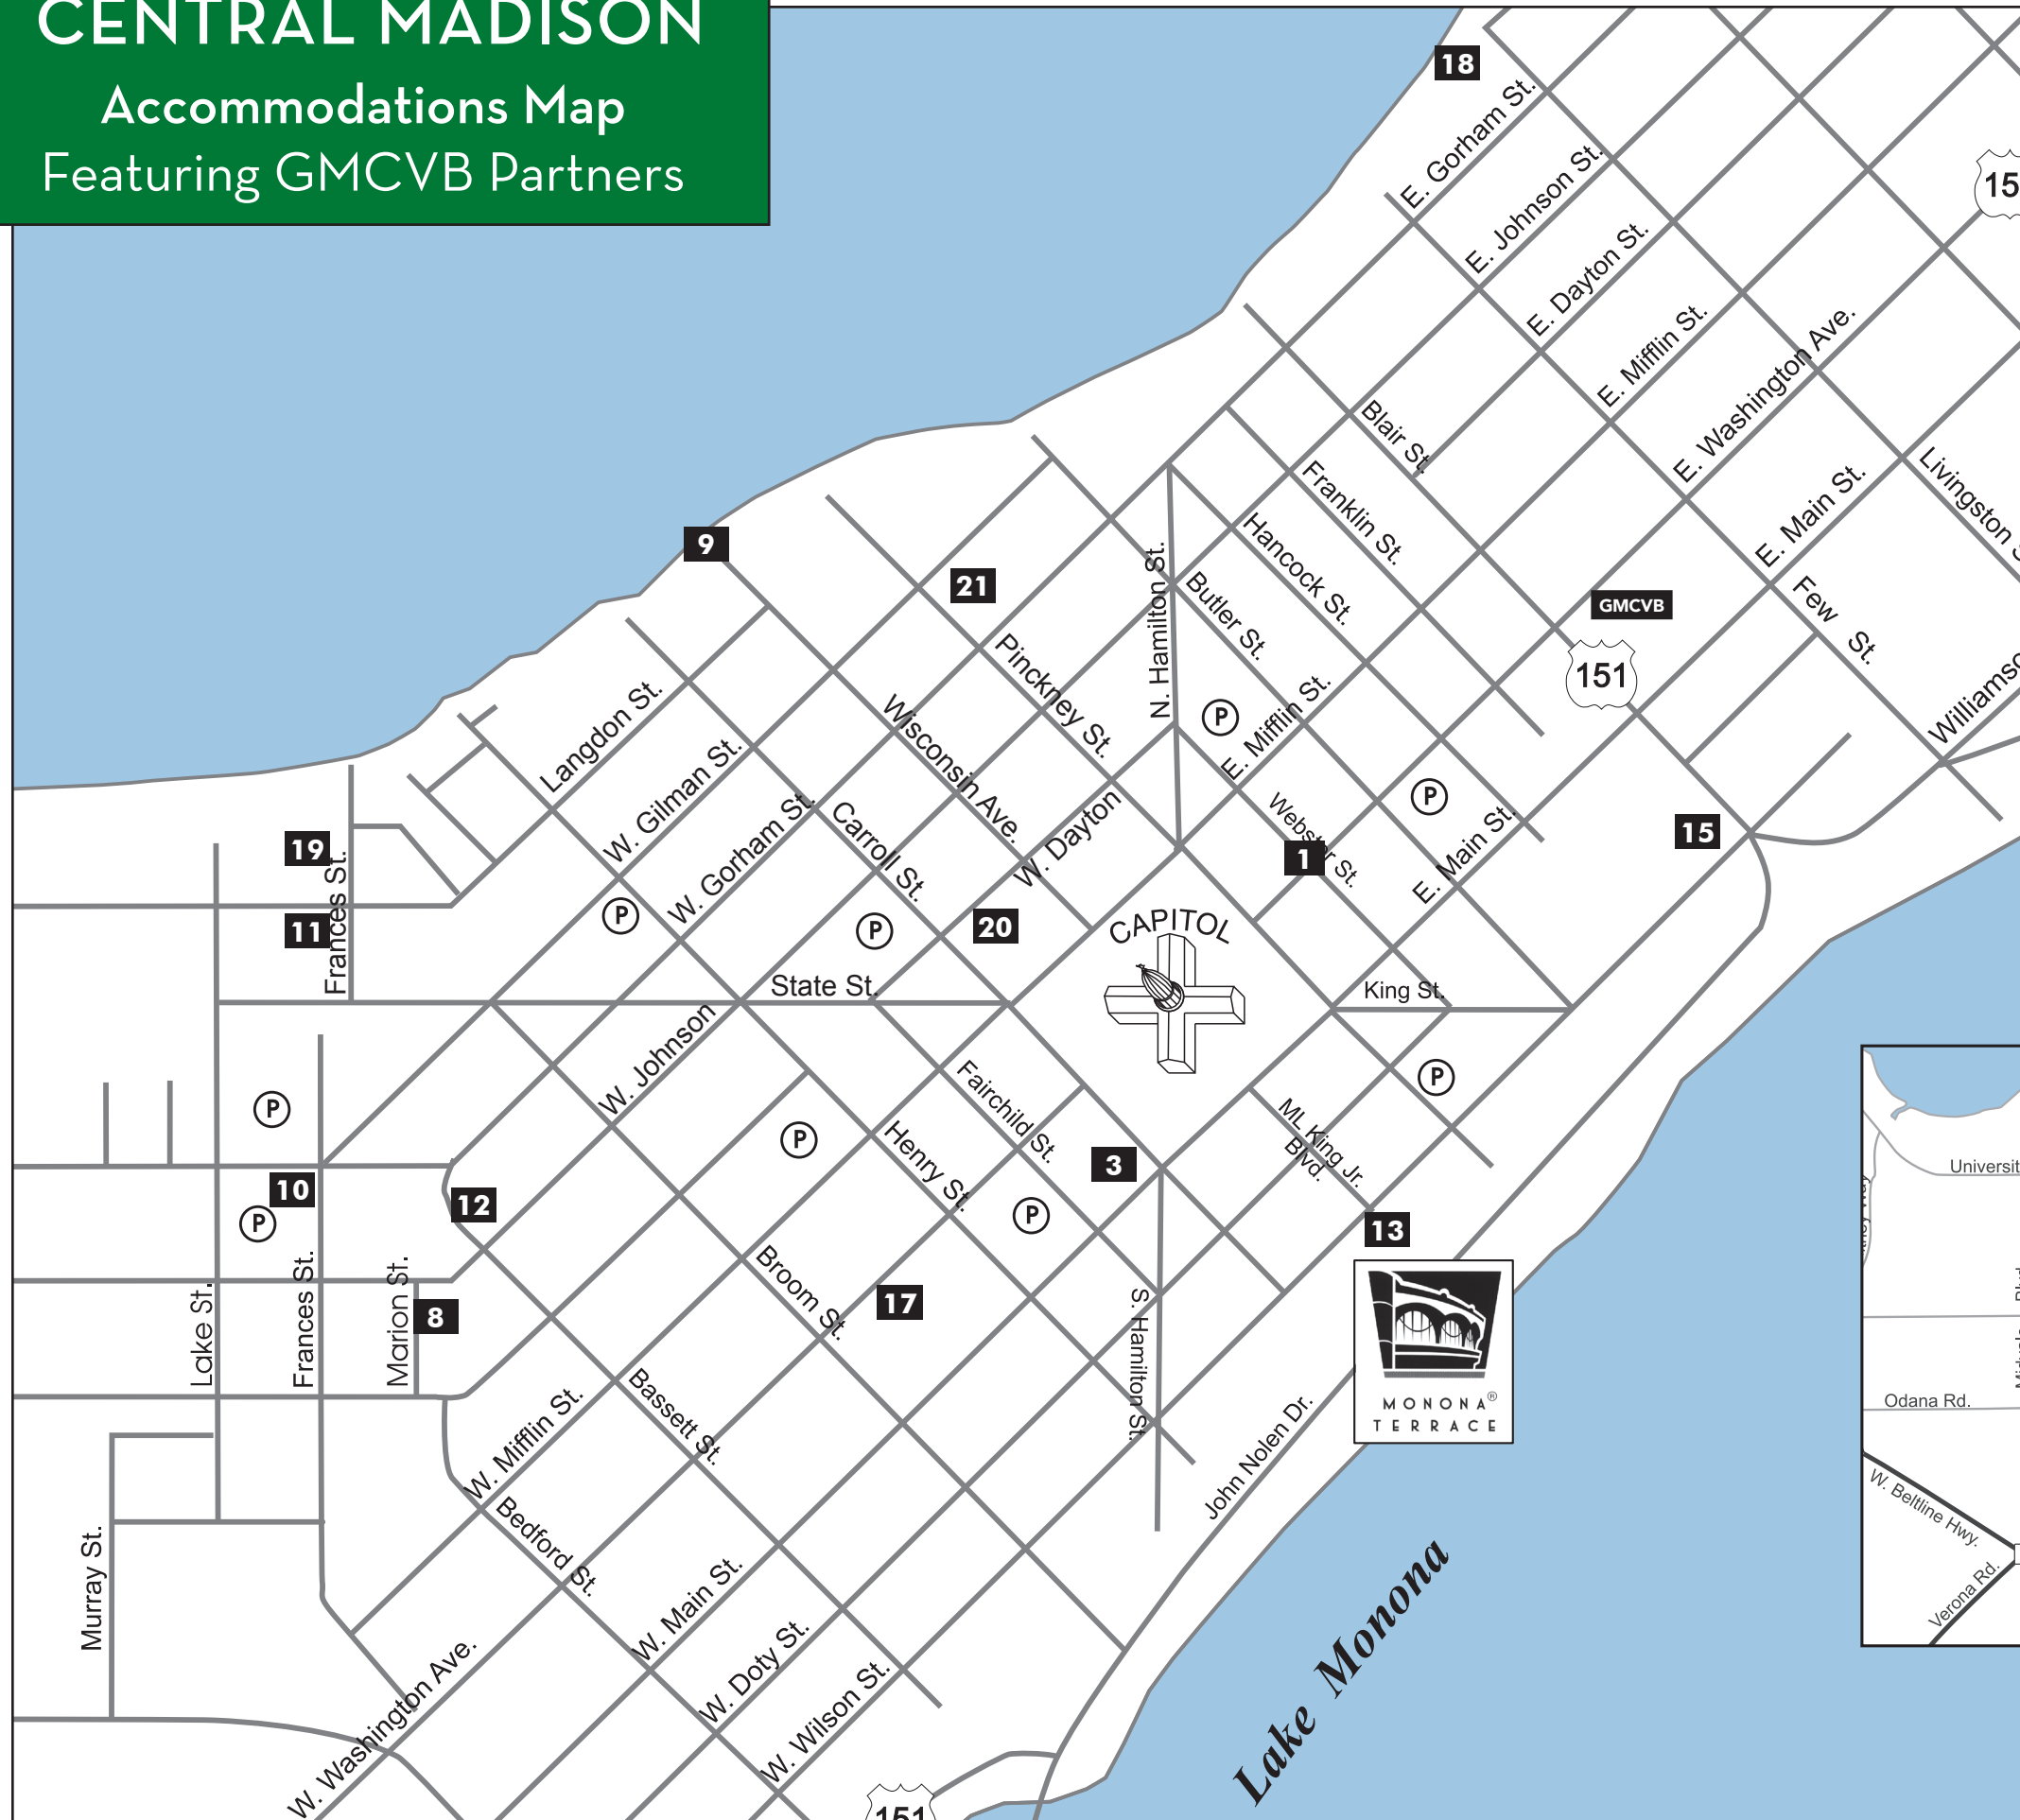 CENTRAL MADISON
Accommodations Map
Featuring GMCVB Partners
18
E. Gorham St.
E. Johnson St.
E. Dayton St.
E. Mifflin St.
E. Washington Ave.
E. Main St.
Livingston
Few St.
Blair St.
Franklin St.
Hancock St.
Butler St.
N. Hamilton St.
GMCVB
151
9
21
Pinckney St.
Wisconsin Ave.
Carroll St.
Langdon St.
W. Gilman St.
W. Gorham St.
W. Dayton
E. Mifflin St.
Webster St.
E. Main St.
P
P
15
1
19
Frances St.
11
P
P
20
CAPITOL
State St.
King St.
W. Johnson
Fairchild St.
Henry St.
ML King Jr.
Blvd.
P
P
P
P
P
10
12
3
13
Lake St.
Frances St.
Marion St.
8
17
Broom St.
Bassett St.
S. Hamilton St.
MONONA®
TERRACE
John Nolen Dr.
W. Mifflin St.
Bedford St.
Murray St.
W. Main St.
W. Doty St.
W. Wilson St.
W. Washington Ave.
151
Lake Monona
Odana Rd.
W. Beltline Hwy.
Verona Rd.